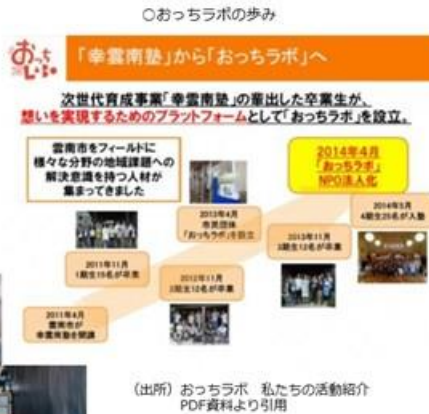 ○おっちラボの歩み
おっち
らぼ
「幸雲南塾」から「おっちラボ」へ
次世代育成事業「幸雲南塾」の輩出した卒業生が、
想いを実現するためのプラットフォームとして「おっちラボ」を設立。
雲南市をフィールドに
様々な分野の地域課題への
解決意識を持つ人材が
集まってきました
2014年4月
「おっちラボ」
NPO法人化
2013年4月
市民団体
「おっちラボ」を設立
2014年5月
4期生25名が入塾
2011年11月
1期生15名が卒業
2013年11月
3期生12名が卒業
2012年11月
2期生12名が卒業
2011年4月
雲南市が
幸雲南塾を開講
(出所) おっちラボ 私たちの活動紹介
PDF資料より引用